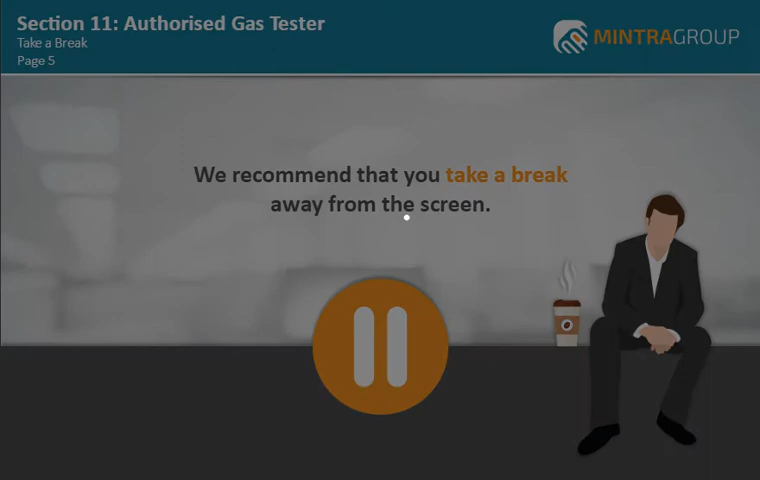 Section 11: Authorised Gas Tester
Take a Break
Page 5
MINTRAGROUP
We recommend that you take a break
away from the screen.